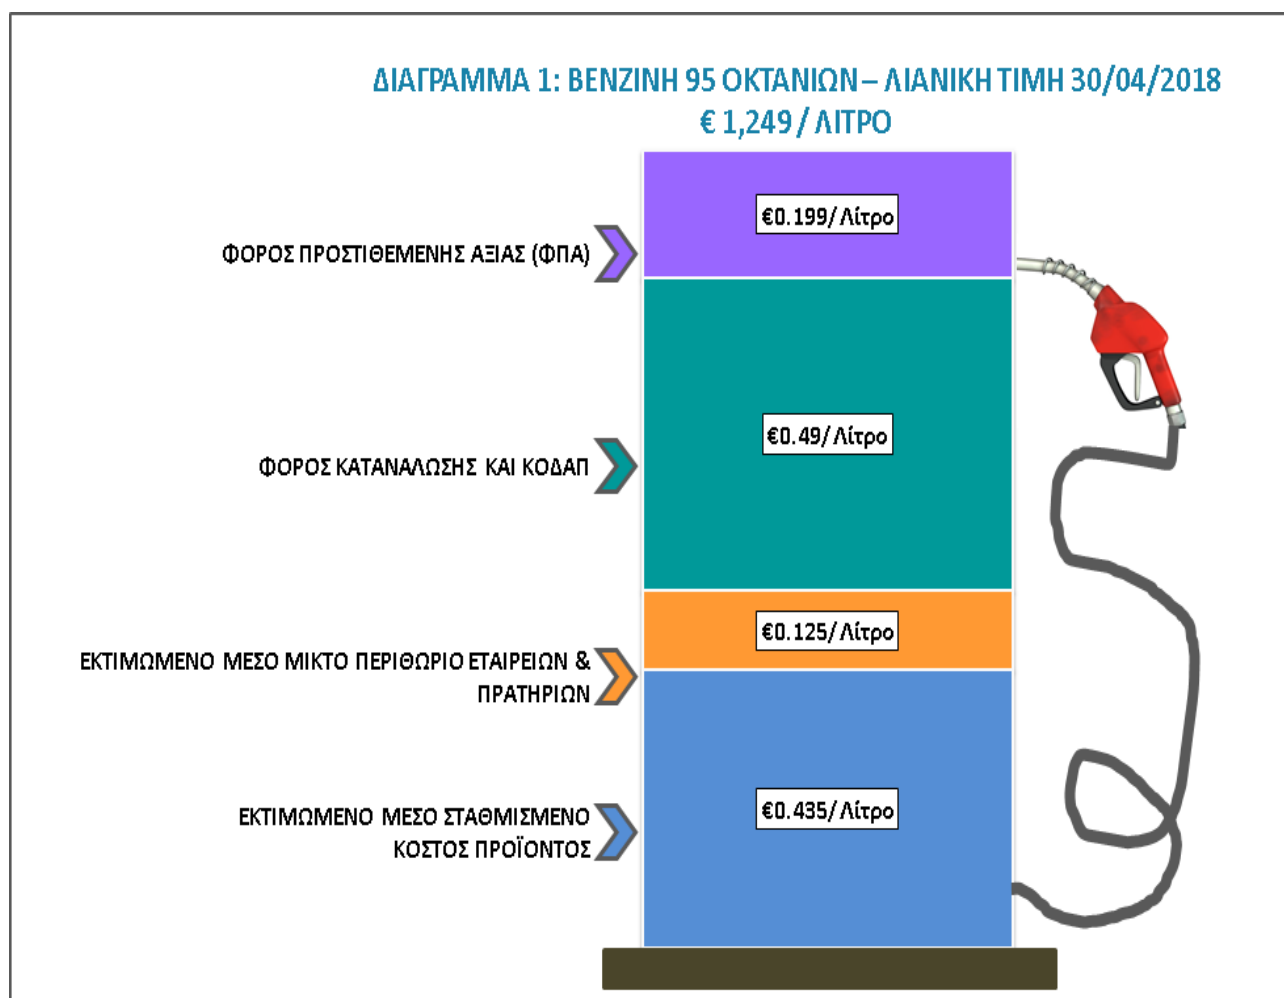 ΔΙΑΓΡΑΜΜΑ 1: ΒΕΝΖΙΝΗ 95 ΟΚΤΑΝΙΩΝ – ΛΙΑΝΙΚΗ ΤΙΜΗ 30/04/2018
€ 1,249 / ΛΙΤΡΟ
€0.199/ Λίτρο
ΦΟΡΟΣ ΠΡΟΣΤΙΘΕΜΕΝΗΣ ΑΞΙΑΣ (ΦΠΑ)
€0.49/ Λίτρο
ΦΟΡΟΣ ΚΑΤΑΝΑΛΩΣΗΣ ΚΑΙ ΚΟΔΑΠ
€0.125/ Λίτρο
ΕΚΤΙΜΩΜΕΝΟ ΜΕΣΟ ΜΙΚΤΟ ΠΕΡΙΘΩΡΙΟ ΕΤΑΙΡΕΙΩΝ &
ΠΡΑΤΗΡΙΩΝ
€0.435/ Λίτρο
ΕΚΤΙΜΩΜΕΝΟ ΜΕΣΟ ΣΤΑΘΜΙΣΜΕΝΟ
ΚΟΣΤΟΣ ΠΡΟΪΟΝΤΟΣ